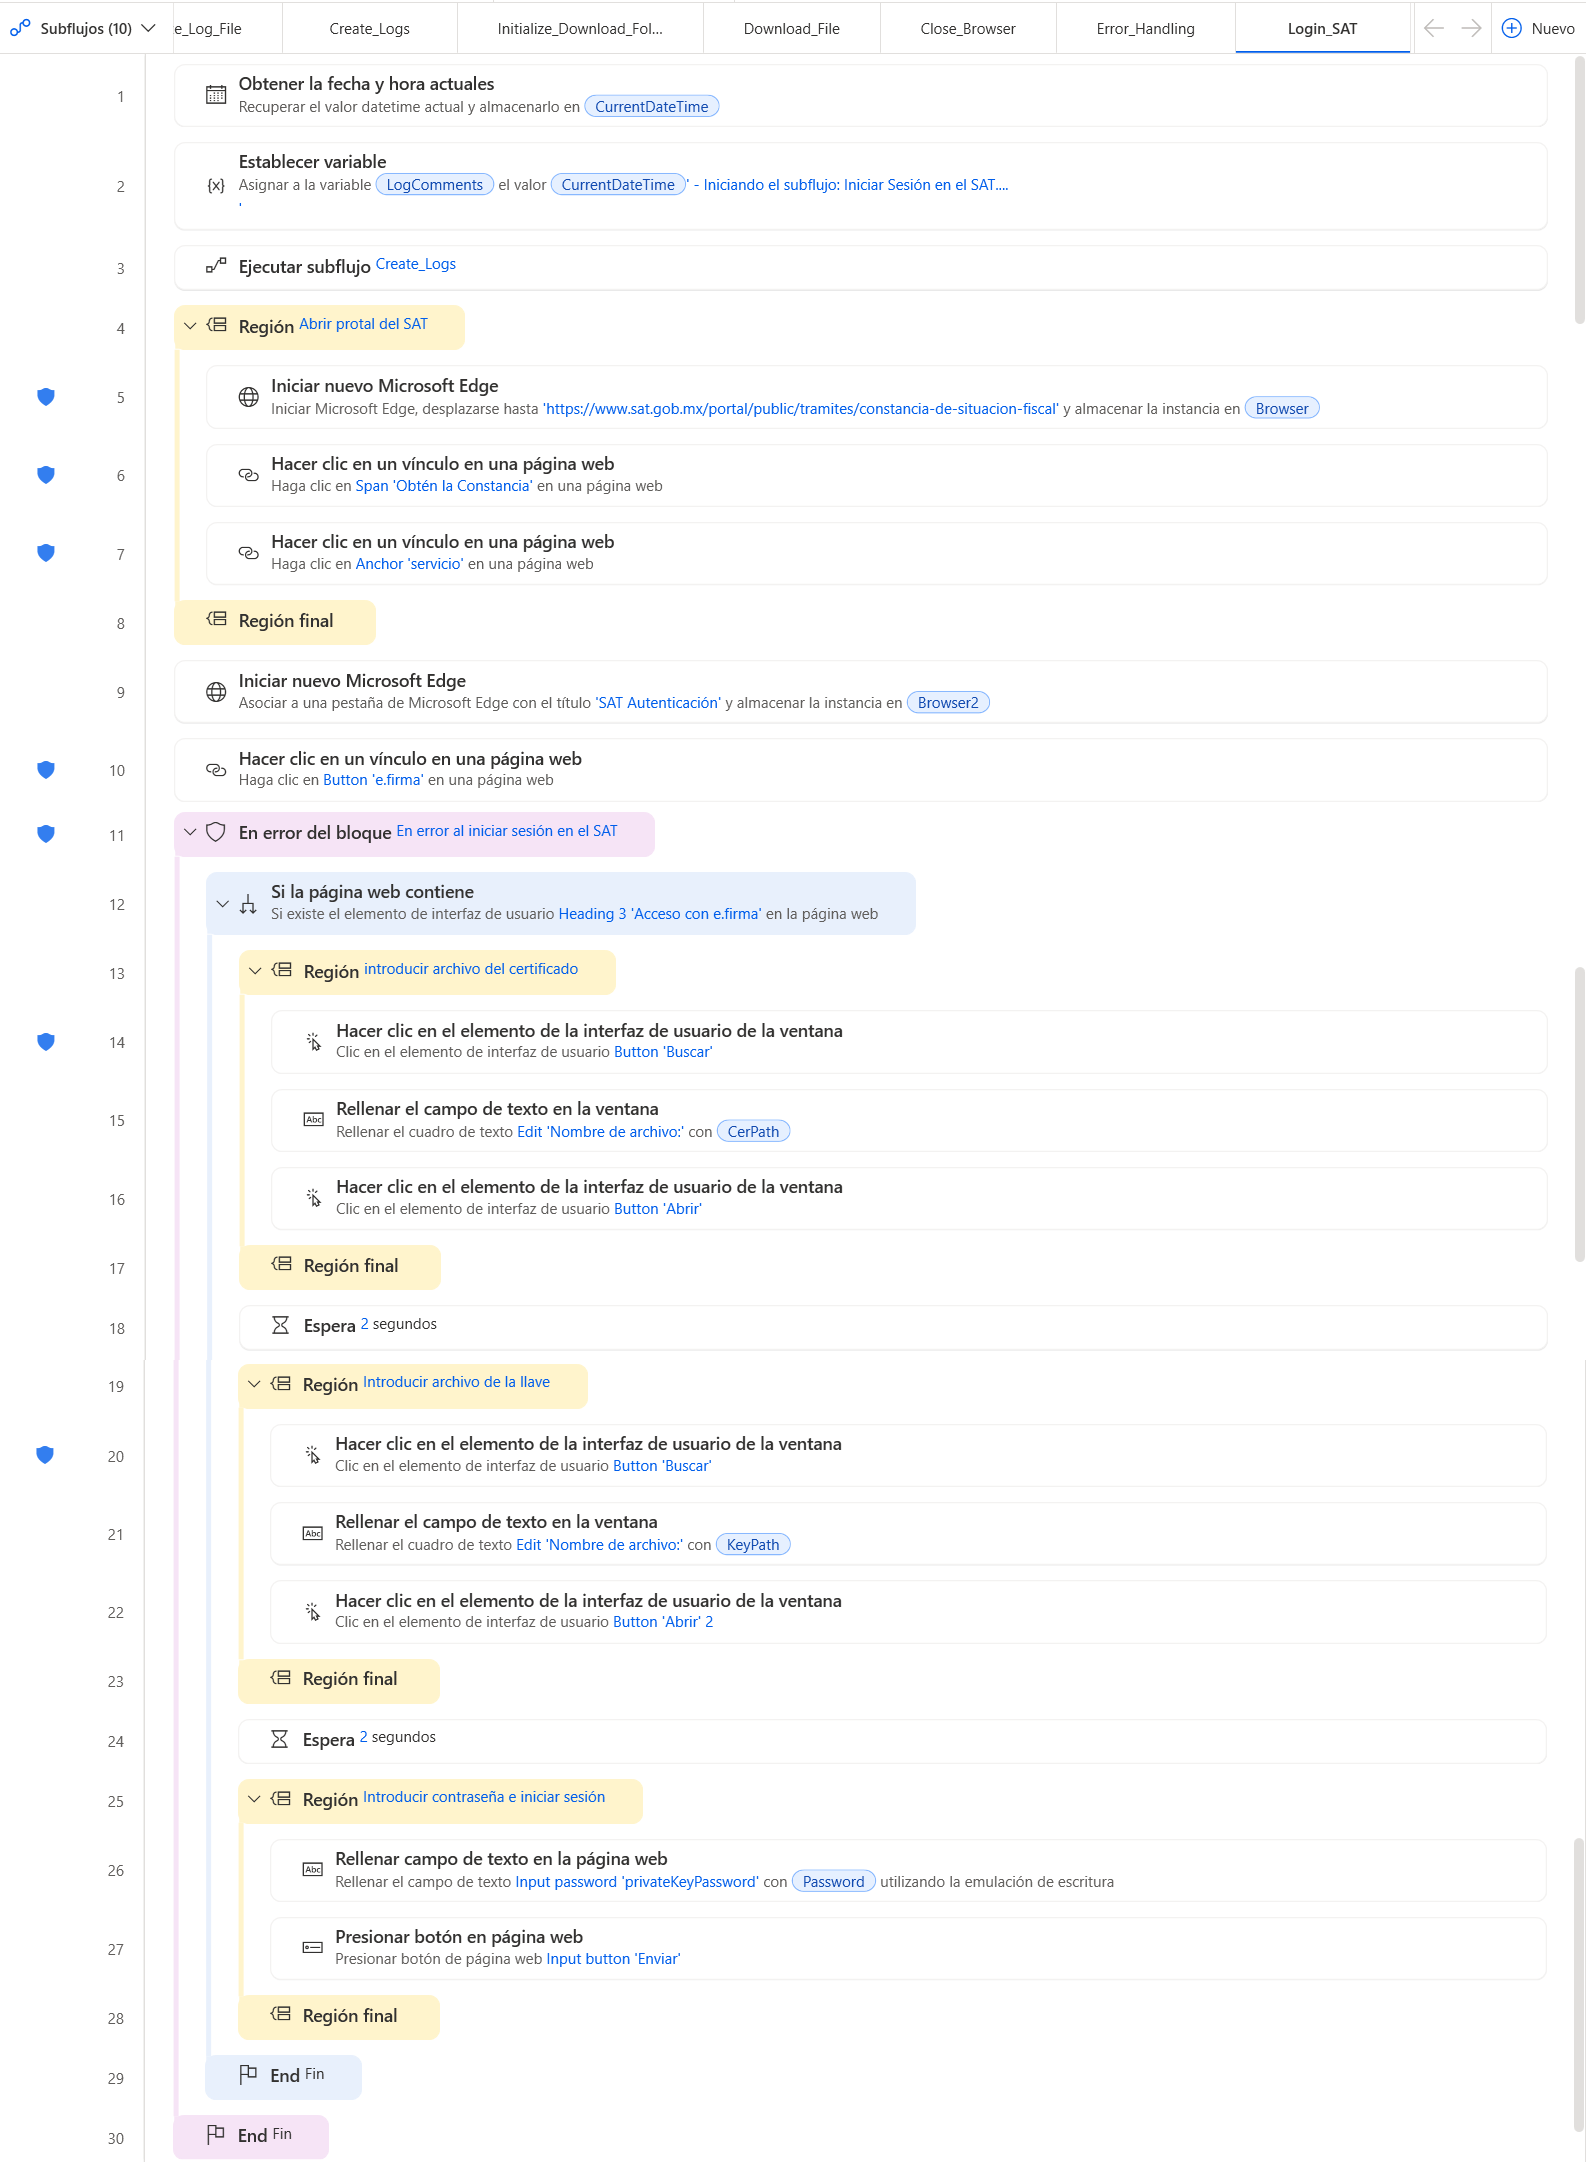 Subflujos (10)
e_Log_File
Create_Logs
Initialize_Download_Fol...
Download_File
Close_Browser
Error_Handling
Login_SAT
Nuevo
1
Obtener la fecha y hora actuales
Recuperar el valor datetime actual y almacenarlo en CurrentDateTime
2
Establecer variable
{x} Asignar a la variable LogComments el valor CurrentDateTime ' - Iniciando el subflujo: Iniciar Sesión en el SAT....
'
3
Ejecutar subflujo Create_Logs
4
Región Abrir protal del SAT
5
Iniciar nuevo Microsoft Edge
Iniciar Microsoft Edge, desplazarse hasta 'https://www.sat.gob.mx/portal/public/tramites/constancia-de-situacion-fiscal' y almacenar la instancia en Browser
6
Hacer clic en un vínculo en una página web
Haga clic en Span 'Obtén la Constancia' en una página web
7
Hacer clic en un vínculo en una página web
Haga clic en Anchor 'servicio' en una página web
8
Región final
9
Iniciar nuevo Microsoft Edge
Asociar a una pestaña de Microsoft Edge con el título 'SAT Autenticación' y almacenar la instancia en Browser2
10
Hacer clic en un vínculo en una página web
Haga clic en Button 'e.firma' en una página web
11
En error del bloque En error al iniciar sesión en el SAT
12
Si la página web contiene
Si existe el elemento de interfaz de usuario Heading 3 'Acceso con e.firma' en la página web
13
Región introducir archivo del certificado
14
Hacer clic en el elemento de la interfaz de usuario de la ventana
Clic en el elemento de interfaz de usuario Button 'Buscar'
15
Rellenar el campo de texto en la ventana
Abc
Rellenar el cuadro de texto Edit 'Nombre de archivo:' con CerPath
16
Hacer clic en el elemento de la interfaz de usuario de la ventana
Clic en el elemento de interfaz de usuario Button 'Abrir'
17
Región final
18
Espera 2 segundos
19
Región Introducir archivo de la llave
20
Hacer clic en el elemento de la interfaz de usuario de la ventana
Clic en el elemento de interfaz de usuario Button 'Buscar'
21
Rellenar el campo de texto en la ventana
Abc
Rellenar el cuadro de texto Edit 'Nombre de archivo:' con KeyPath
22
Hacer clic en el elemento de la interfaz de usuario de la ventana
Clic en el elemento de interfaz de usuario Button 'Abrir' 2
23
Región final
24
Espera 2 segundos
25
Región Introducir contraseña e iniciar sesión
26
Rellenar campo de texto en la página web
Abc
Rellenar el campo de texto Input password 'privateKeyPassword' con Password utilizando la emulación de escritura
27
Presionar botón en página web
Presionar botón de página web Input button 'Enviar'
28
Región final
29
End Fin
30
End Fin